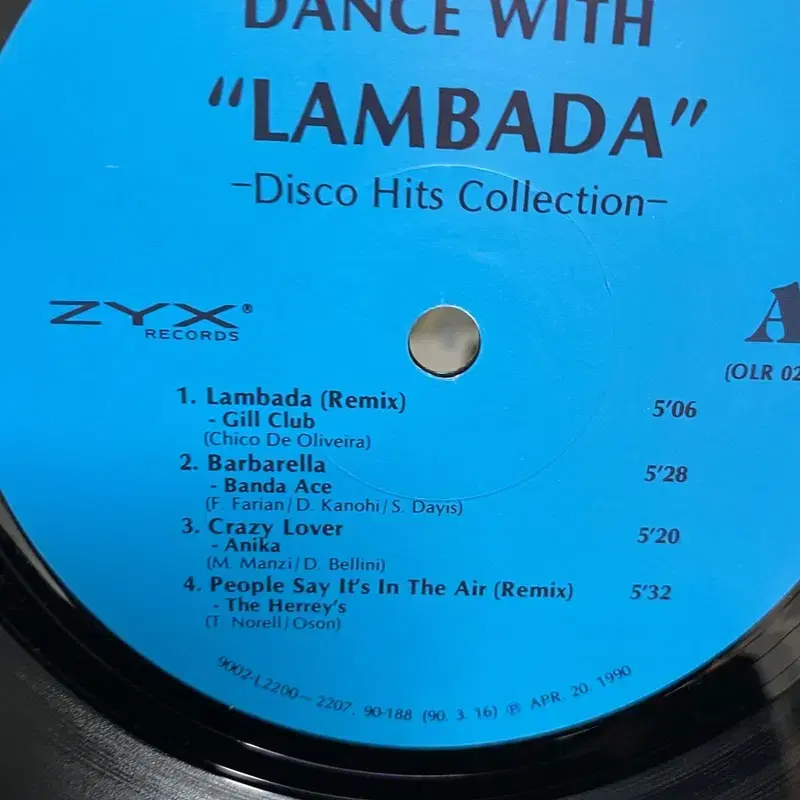 DANCE WITH
"LAMBADA"
-Disco Hits Collection-
ZYX®
RECORDS
A
(OLR 02
1. Lambada (Remix) 5'06
- Gill Club
(Chico De Oliveira)
2. Barbarella 5'28
- Banda Ace
(F. Farian/D. Kanohi/S. Dayis)
3. Crazy Lover 5'20
- Anika
(M. Manzi/D. Bellini)
4. People Say It's In The Air (Remix) 5'32
- The Herrey's
(T. Norell/Oson)
9002-L2200-2207. 90-188 (90. 3. 16) ℗ APR. 20. 1990